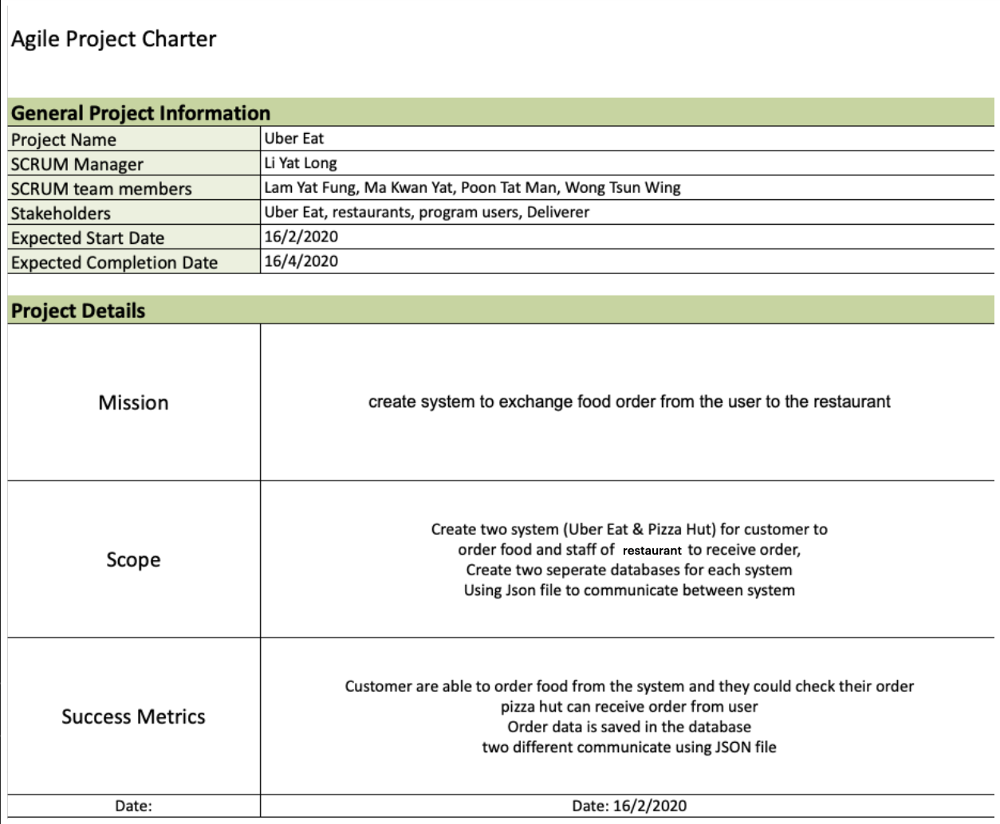 Agile Project Charter
General Project Information
Project Name Uber Eat
SCRUM Manager Li Yat Long
SCRUM team members Lam Yat Fung, Ma Kwan Yat, Poon Tat Man, Wong Tsun Wing
Stakeholders Uber Eat, restaurants, program users, Deliverer
Expected Start Date 16/2/2020
Expected Completion Date 16/4/2020
Project Details
Mission
create system to exchange food order from the user to the restaurant
Scope
Create two system (Uber Eat & Pizza Hut) for customer to
order food and staff of restaurant to receive order,
Create two seperate databases for each system
Using Json file to communicate between system
Success Metrics
Customer are able to order food from the system and they could check their order
pizza hut can receive order from user
Order data is saved in the database
two different communicate using JSON file
Date: Date: 16/2/2020